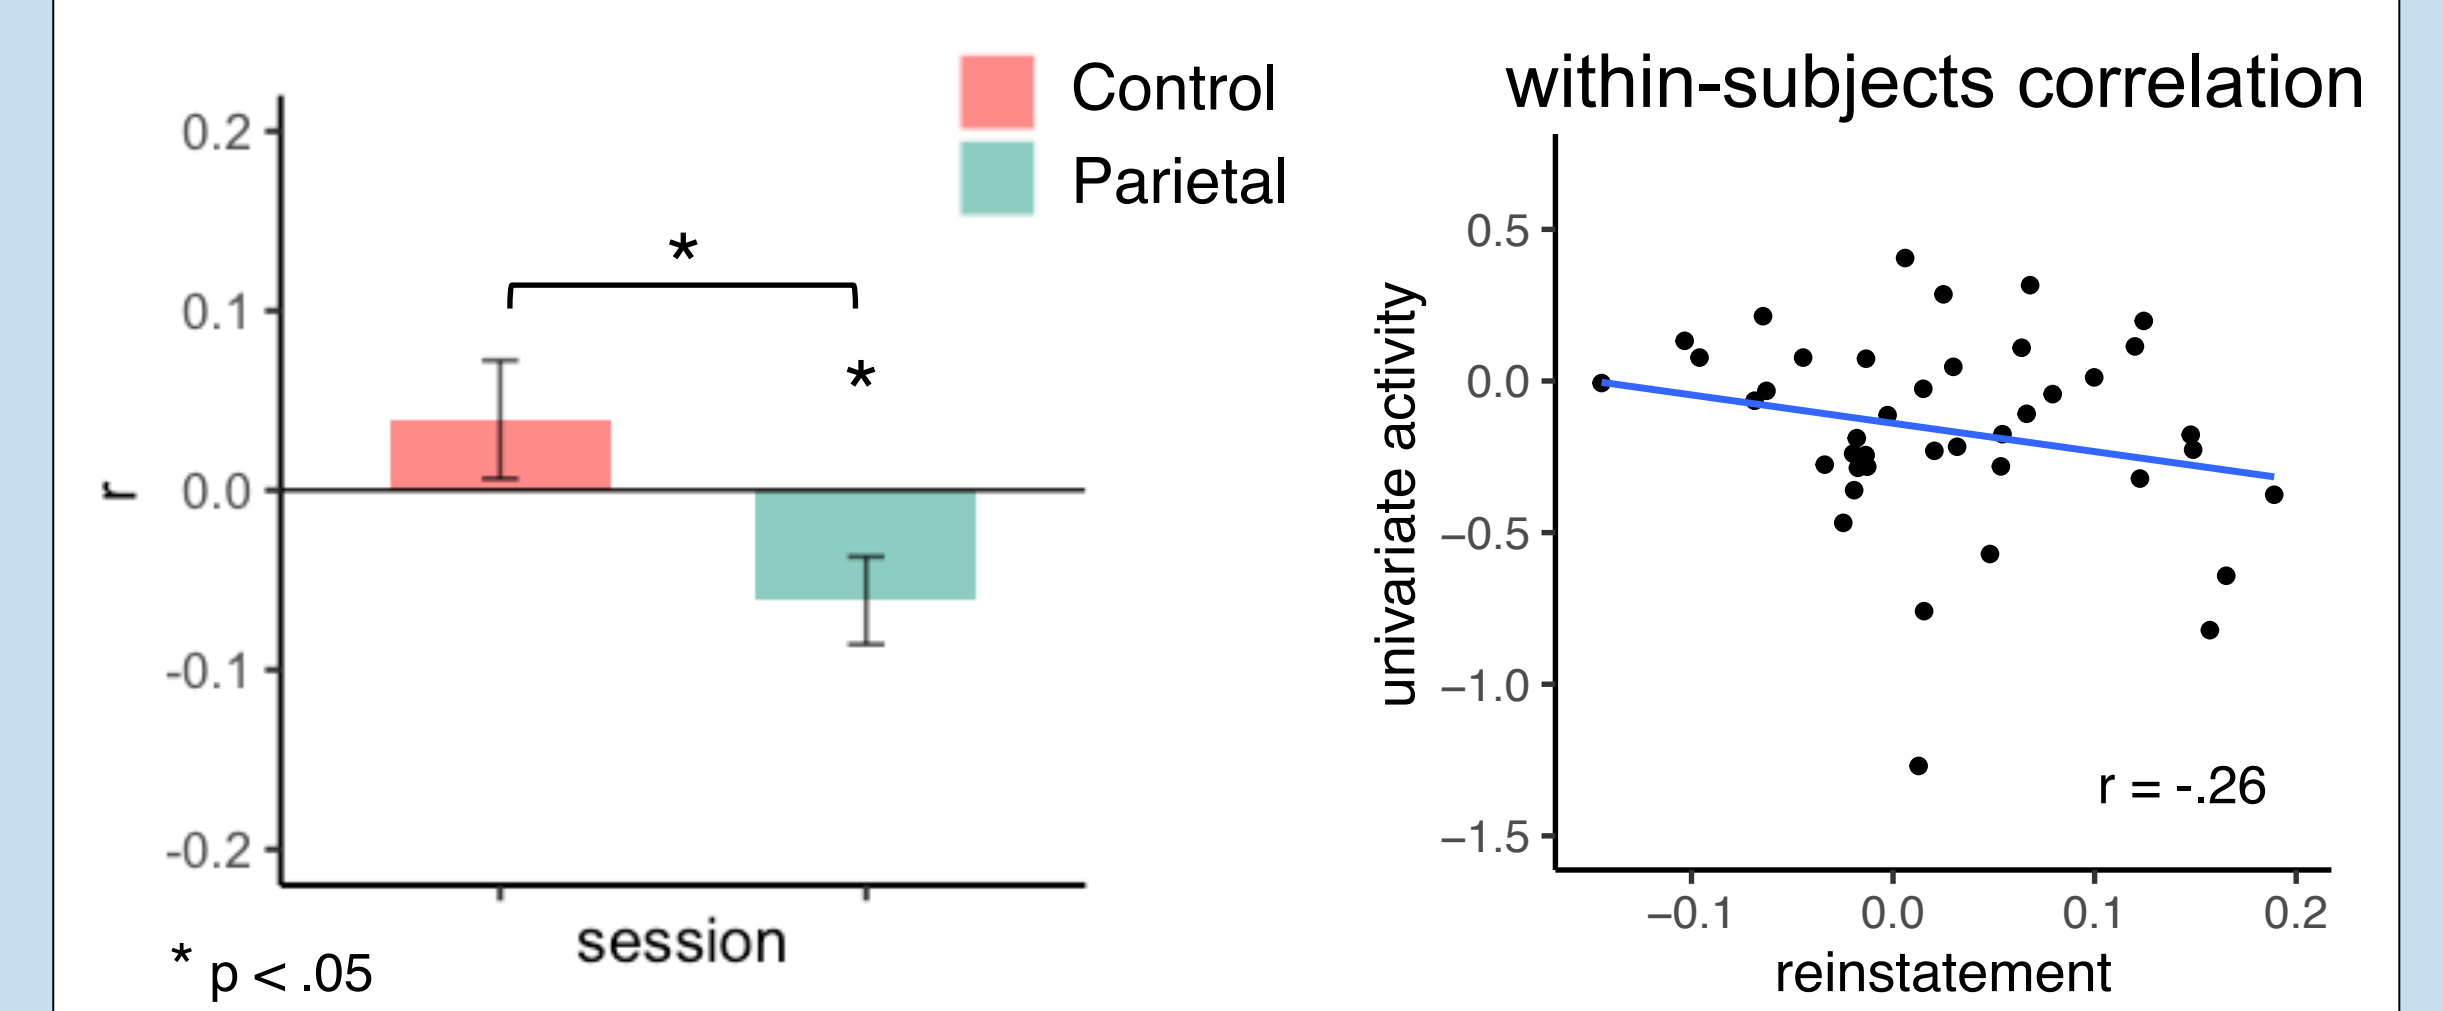 Control
Parietal
0.2
0.1
0.0
-0.1
-0.2
r
*
*
session
* p < .05
within-subjects correlation
0.5
0.0
−0.5
−1.0
−1.5
univariate activity
r = -.26
−0.1 0.0 0.1 0.2
reinstatement